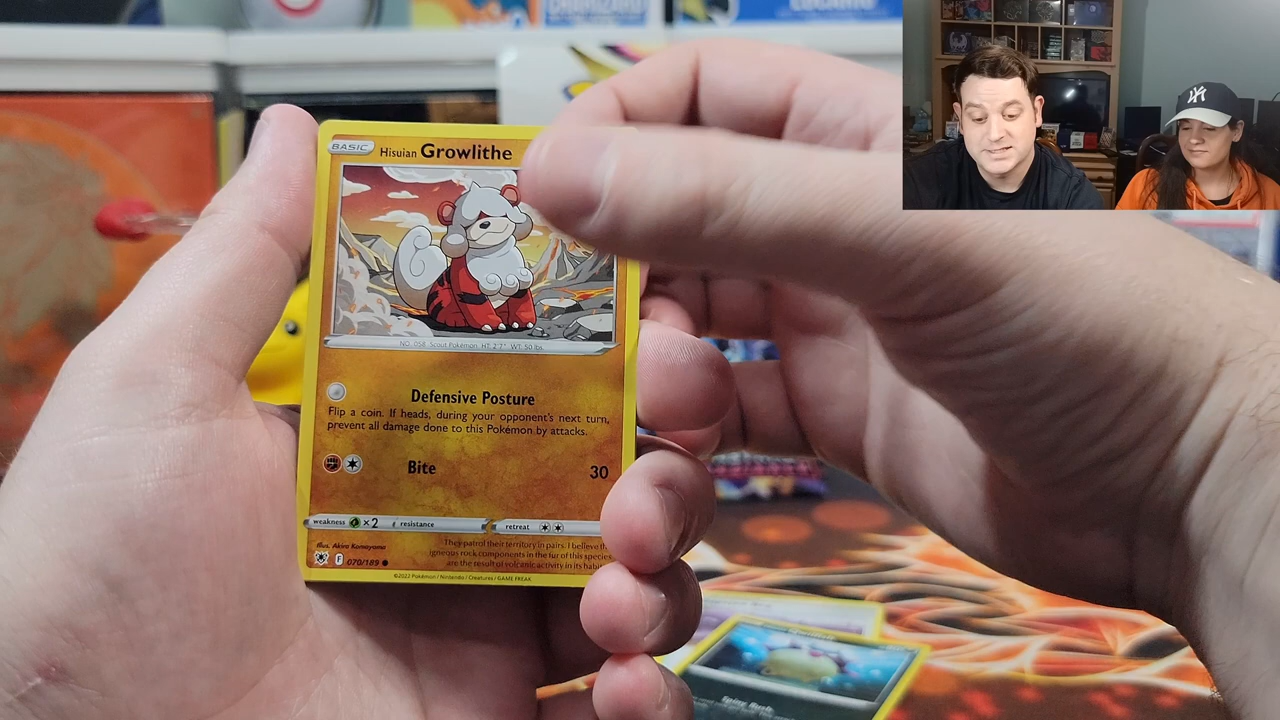 CHARIZARD
LUCARIO
NY
BASIC Hisuian Growlithe
NO. 058 Scout Pokémon HT: 2'7" WT: 50 lbs.
Defensive Posture
Flip a coin. If heads, during your opponent's next turn,
prevent all damage done to this Pokémon by attacks.
Bite 30
weakness ×2 resistance retreat
Illus. Akira Komayama
They patrol their territory in pairs. I believe the
igneous rock components in the fur of this species
are the result of volcanic activity in its
F 070/189
©2022 Pokémon / Nintendo / Creatures / GAME FREAK
Spicy Rush